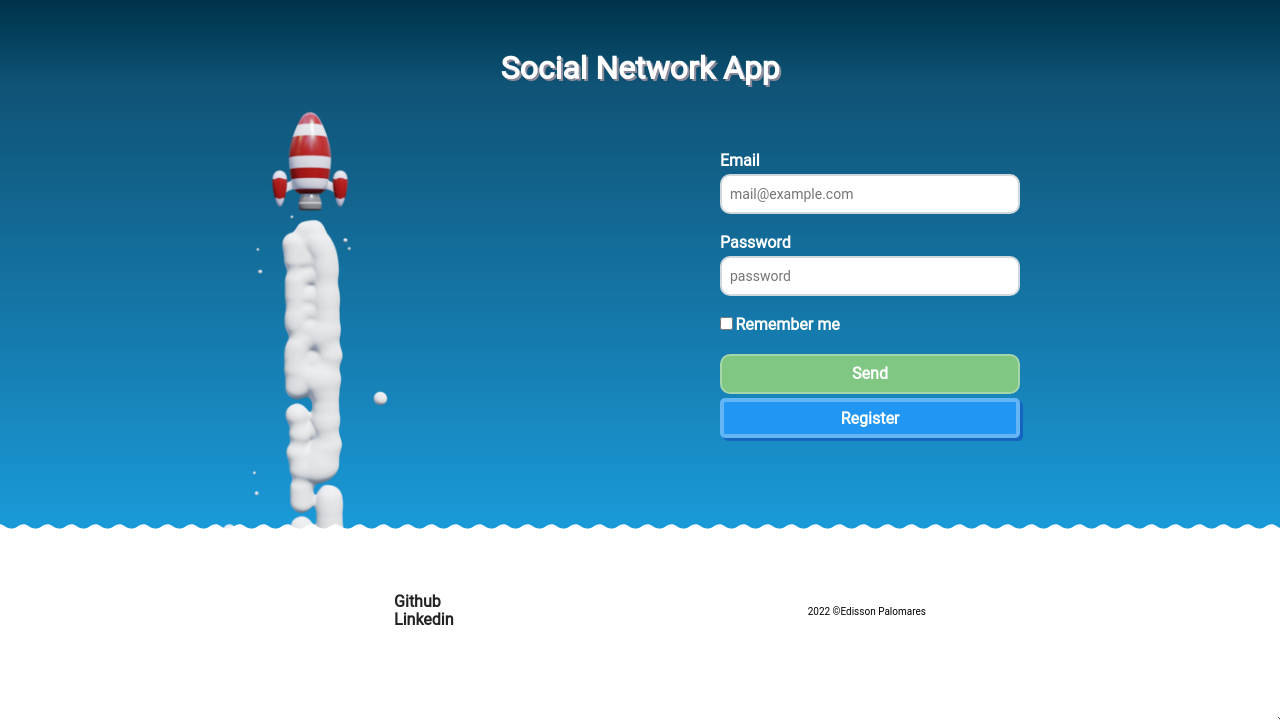 Social Network App
Email
mail@example.com
Password
password
Remember me
Send
Register
Github
Linkedin
2022 ©Edisson Palomares